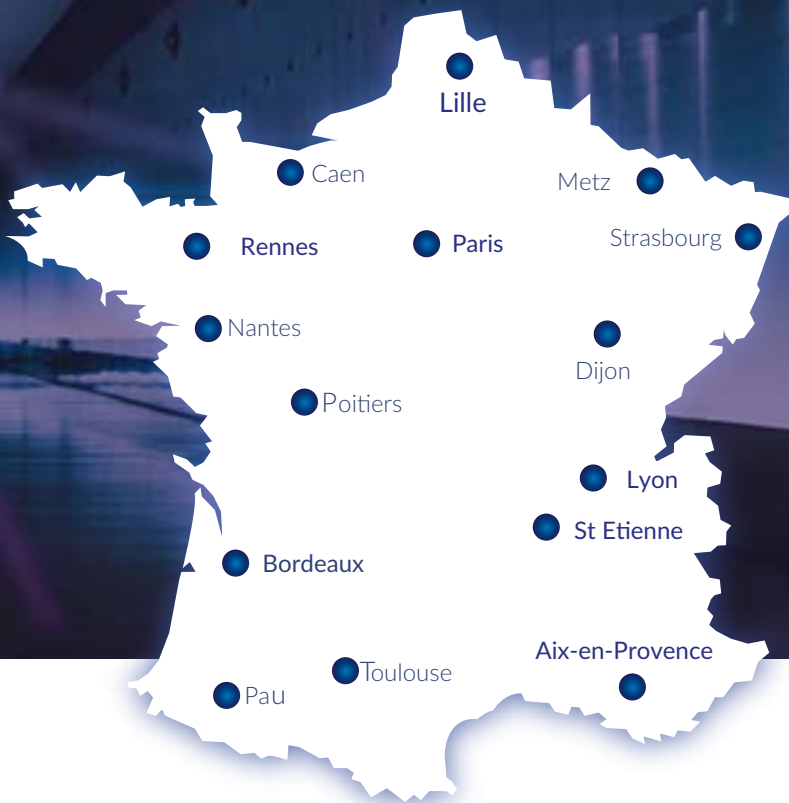 Lille
Caen
Metz
Strasbourg
Rennes
Paris
Nantes
Dijon
Poitiers
Lyon
St Etienne
Bordeaux
Aix-en-Provence
Toulouse
Pau